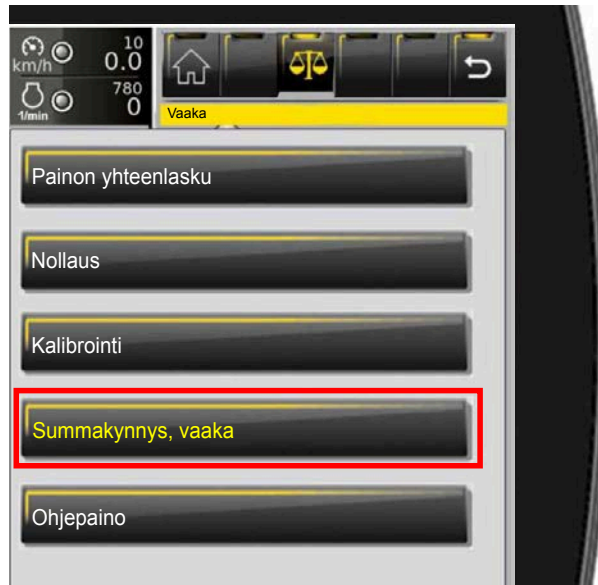 km/h
10
0.0
1/min
780
0
Vaaka
Painon yhteenlasku
Nollaus
Kalibrointi
Summakynnys, vaaka
Ohjepaino